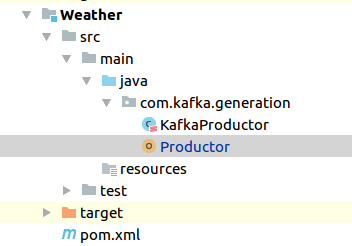 Weather
src
main
java
com.kafka.generation
KafkaProductor
Productor
resources
test
target
pom.xml